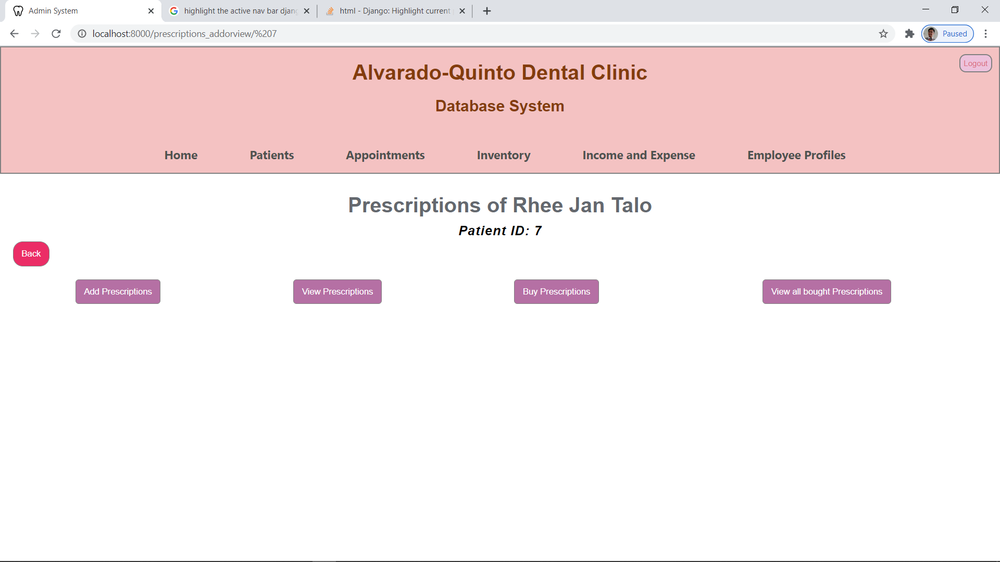 Admin System
highlight the active nav bar djang
html - Django: Highlight current
localhost:8000/prescriptions_addorview/%207
Paused
Logout
Alvarado-Quinto Dental Clinic
Database System
Home Patients Appointments Inventory Income and Expense Employee Profiles
Prescriptions of Rhee Jan Talo
Patient ID: 7
Back
Add Prescriptions View Prescriptions Buy Prescriptions View all bought Prescriptions